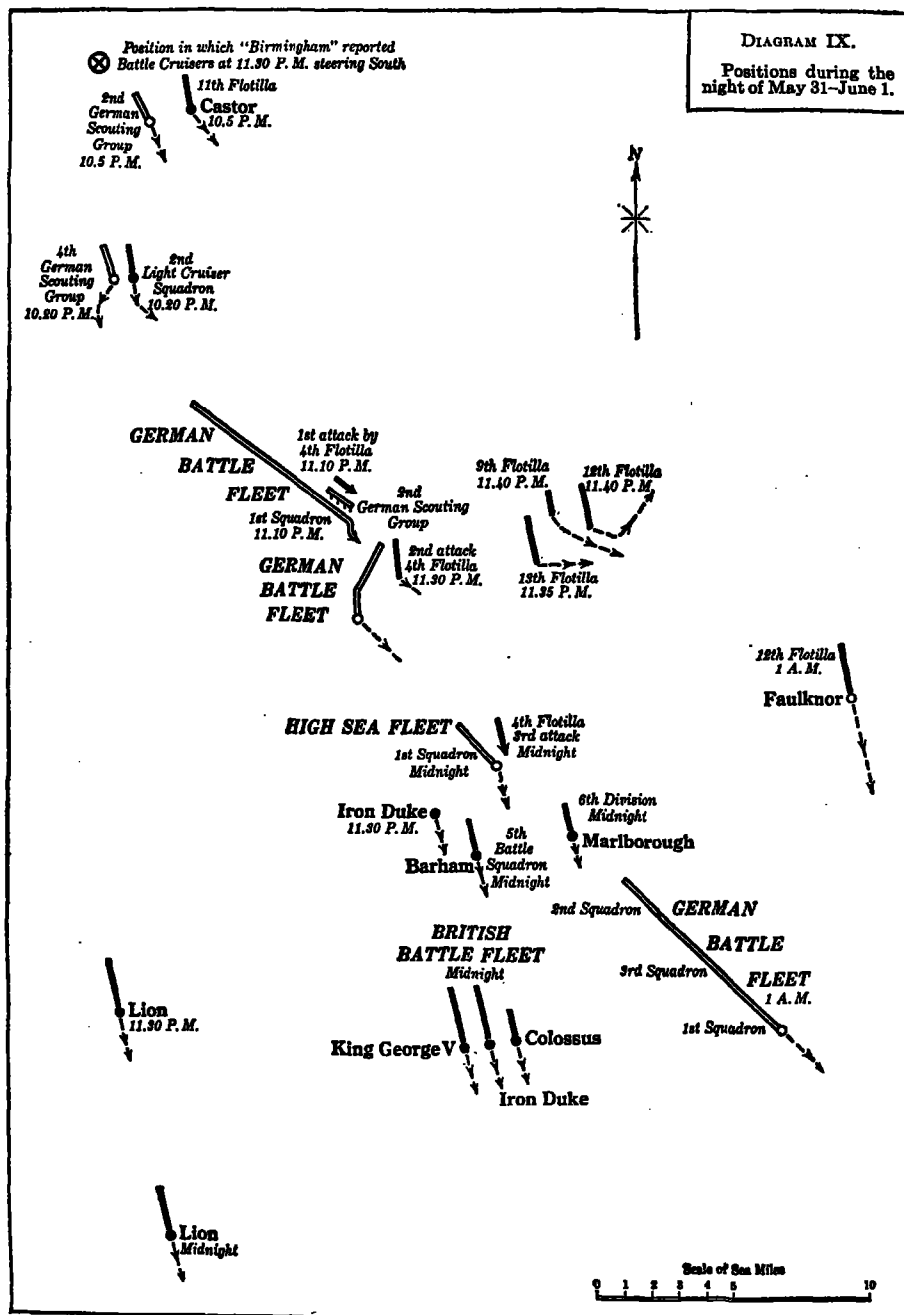 DIAGRAM IX.
Positions during the
night of May 31–June 1.
Position in which "Birmingham" reported
Battle Cruisers at 11.30 P.M. steering South
11th Flotilla
Castor
10.5 P.M.
2nd
German
Scouting
Group
10.5 P.M.
N
4th
German
Scouting
Group
10.20 P.M.
2nd
Light Cruiser
Squadron
10.20 P.M.
GERMAN
BATTLE
FLEET
1st Squadron
11.10 P.M.
1st attack by
4th Flotilla
11.10 P.M.
2nd
German Scouting
Group
9th Flotilla
11.40 P.M.
12th Flotilla
11.40 P.M.
13th Flotilla
11.35 P.M.
GERMAN
BATTLE
FLEET
2nd attack
4th Flotilla
11.30 P.M.
12th Flotilla
1 A.M.
Faulknor
HIGH SEA FLEET
1st Squadron
Midnight
4th Flotilla
3rd attack
Midnight
Iron Duke
11.30 P.M.
Barham
5th
Battle
Squadron
Midnight
6th Division
Midnight
Marlborough
2nd Squadron
GERMAN
BATTLE
FLEET
1 A.M.
3rd Squadron
1st Squadron
BRITISH
BATTLE FLEET
Midnight
King George V
Colossus
Iron Duke
Lion
11.30 P.M.
Lion
Midnight
Scale of Sea Miles
0 1 2 3 4 5 10